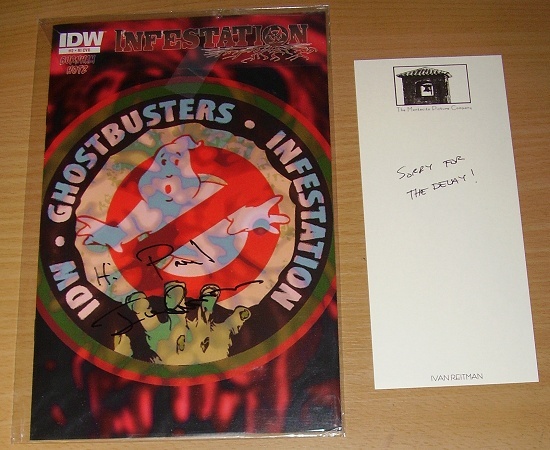 IDW
INFESTATION
IDW • GHOSTBUSTERS • INFESTATION
Hi Paul
The Montecito Picture Company
SORRY FOR
THE DELAY!
IVAN REITMAN